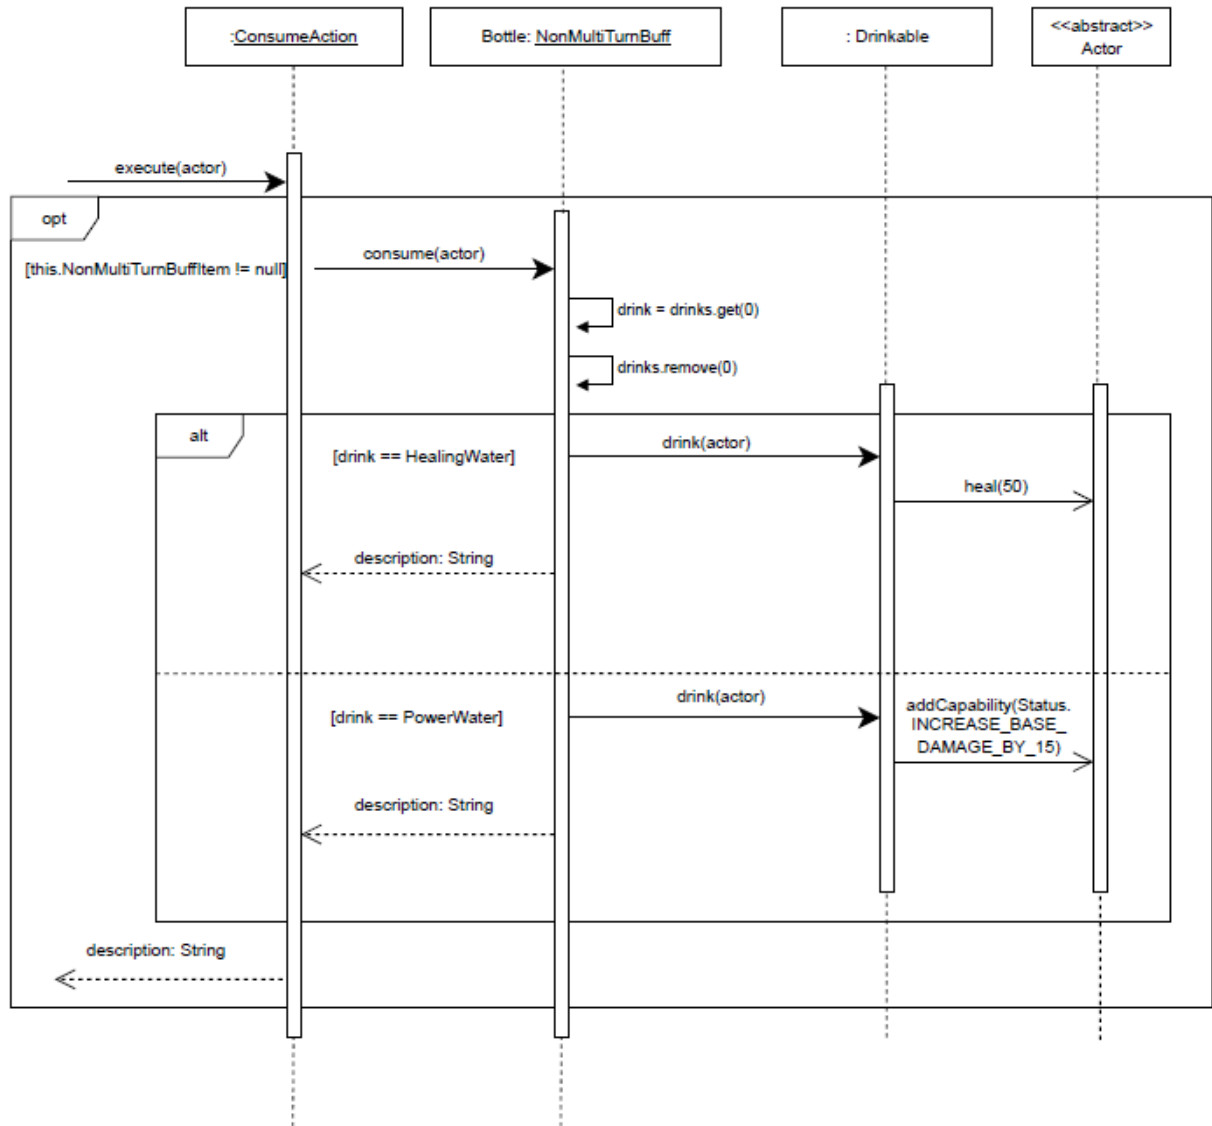 :ConsumeAction
Bottle: NonMultiTurnBuff
: Drinkable
<<abstract>>
Actor
execute(actor)
opt
[this.NonMultiTurnBuffItem != null]
consume(actor)
drink = drinks.get(0)
drinks.remove(0)
alt
[drink == HealingWater]
drink(actor)
heal(50)
description: String
[drink == PowerWater]
drink(actor)
addCapability(Status.
INCREASE_BASE_
DAMAGE_BY_15)
description: String
description: String